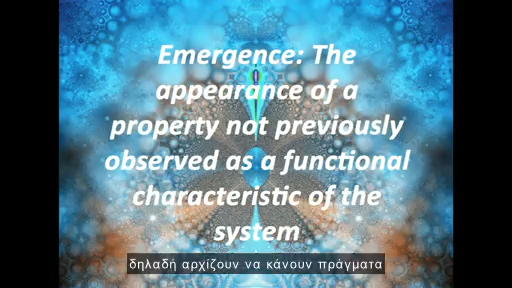 Emergence: The
appearance of a
property not previously
observed as a functional
characteristic of the
system
δηλαδή αρχίζουν να κάνουν πράγματα